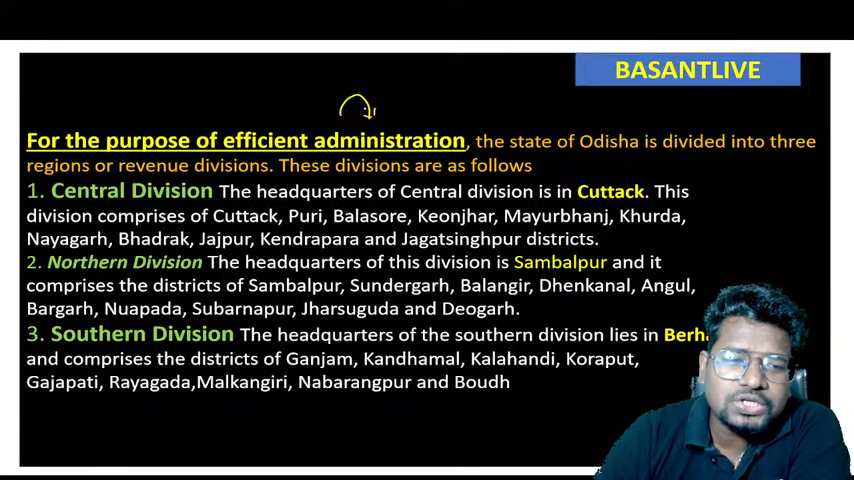 BASANTLIVE
For the purpose of efficient administration, the state of Odisha is divided into three
regions or revenue divisions. These divisions are as follows
1. Central Division The headquarters of Central division is in Cuttack. This
division comprises of Cuttack, Puri, Balasore, Keonjhar, Mayurbhanj, Khurda,
Nayagarh, Bhadrak, Jajpur, Kendrapara and Jagatsinghpur districts.
2. Northern Division The headquarters of this division is Sambalpur and it
comprises the districts of Sambalpur, Sundergarh, Balangir, Dhenkanal, Angul,
Bargarh, Nuapada, Subarnapur, Jharsuguda and Deogarh.
3. Southern Division The headquarters of the southern division lies in
and comprises the districts of Ganjam, Kandhamal, Kalahandi, Koraput,
Gajapati, Rayagada,Malkangiri, Nabarangpur and Boudh